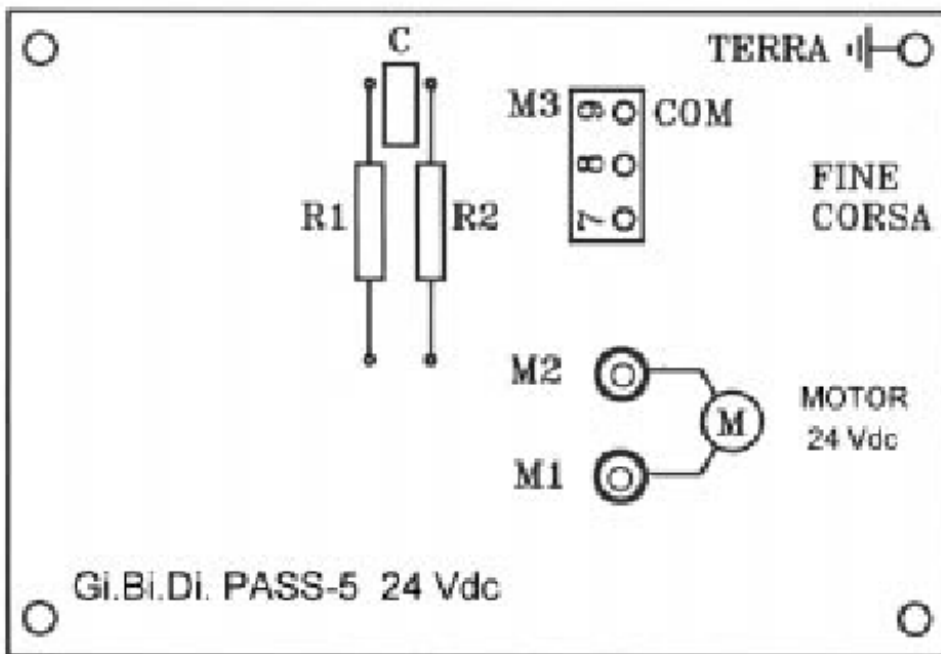 C
TERRA
M3
9
COM
8
7
FINE
CORSA
R1
R2
M2
M
MOTOR
24 Vdc
M1
Gi.Bi.Di. PASS-5 24 Vdc